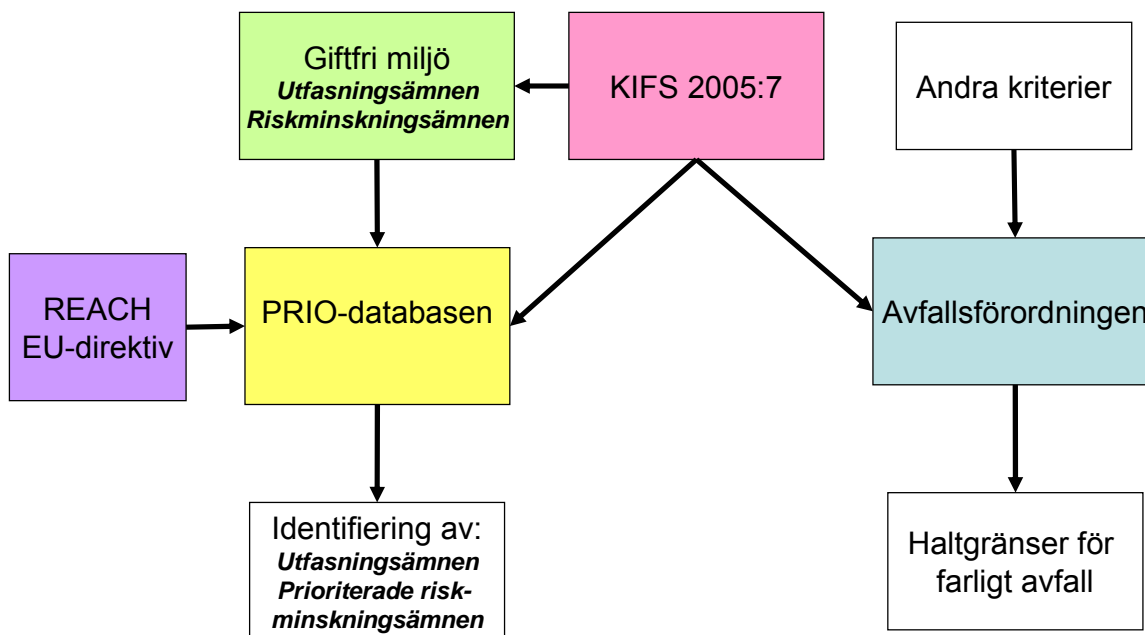 Giftfri miljö
Utfasningsämnen
Riskminskningsämnen
KIFS 2005:7
Andra kriterier
REACH
EU-direktiv
PRIO-databasen
Avfallsförordningen
Identifiering av:
Utfasningsämnen
Prioriterade risk-
minskningsämnen
Haltgränser för
farligt avfall